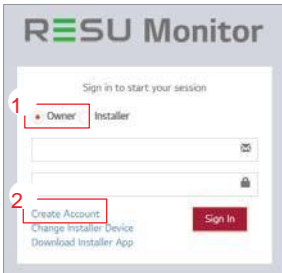 RESU Monitor
Sign in to start your session
1
Owner Installer
2
Create Account
Change Installer Device
Download Installer App
Sign In